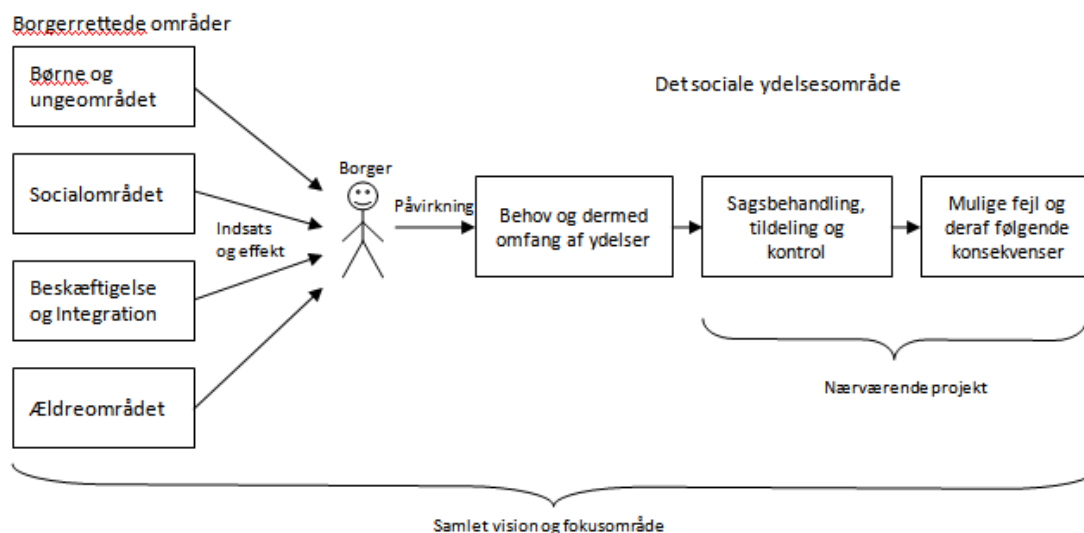 Borgerrettede områder
Børne og
ungeområdet
Det sociale ydelsesområde
Socialområdet
Indsats
og effekt
Beskæftigelse
og Integration
Ældreområdet
Borger
Påvirkning
Behov og dermed
omfang af ydelser
Sagsbehandling,
tildeling og
kontrol
Mulige fejl og
deraf følgende
konsekvenser
Nærværende projekt
Samlet vision og fokusområde